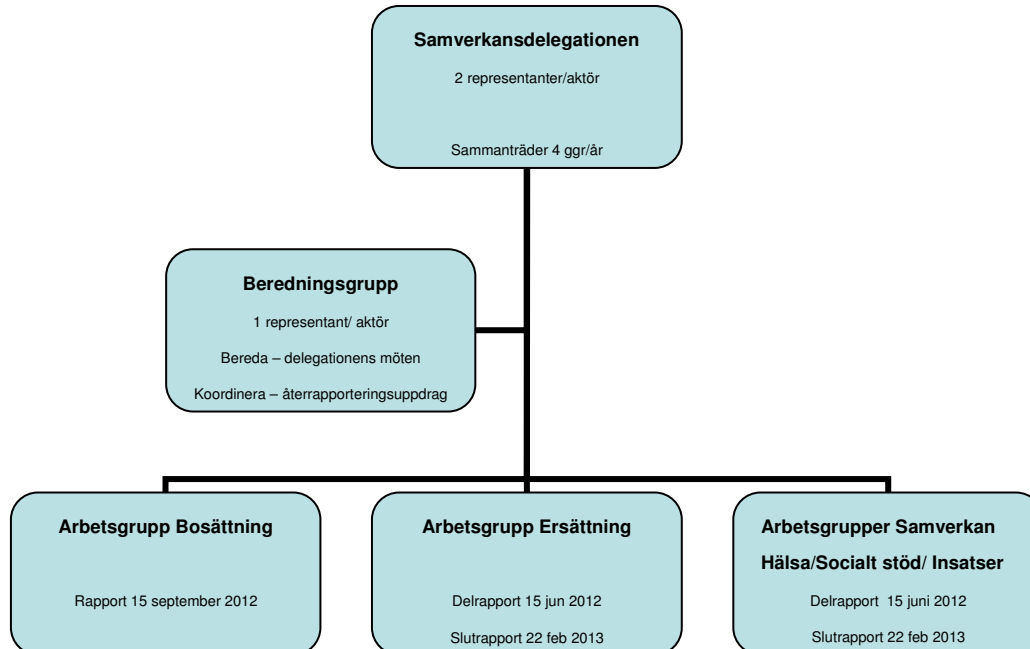 Samverkansdelegationen
2 representanter/aktör
Sammanträder 4 ggr/år
Beredningsgrupp
1 representant/ aktör
Bereda – delegationens möten
Koordinera – återrapporteringsuppdrag
Arbetsgrupp Bosättning
Rapport 15 september 2012
Arbetsgrupp Ersättning
Delrapport 15 jun 2012
Slutrapport 22 feb 2013
Arbetsgrupper Samverkan
Hälsa/Socialt stöd/ Insatser
Delrapport  15 juni 2012
Slutrapport 22 feb 2013